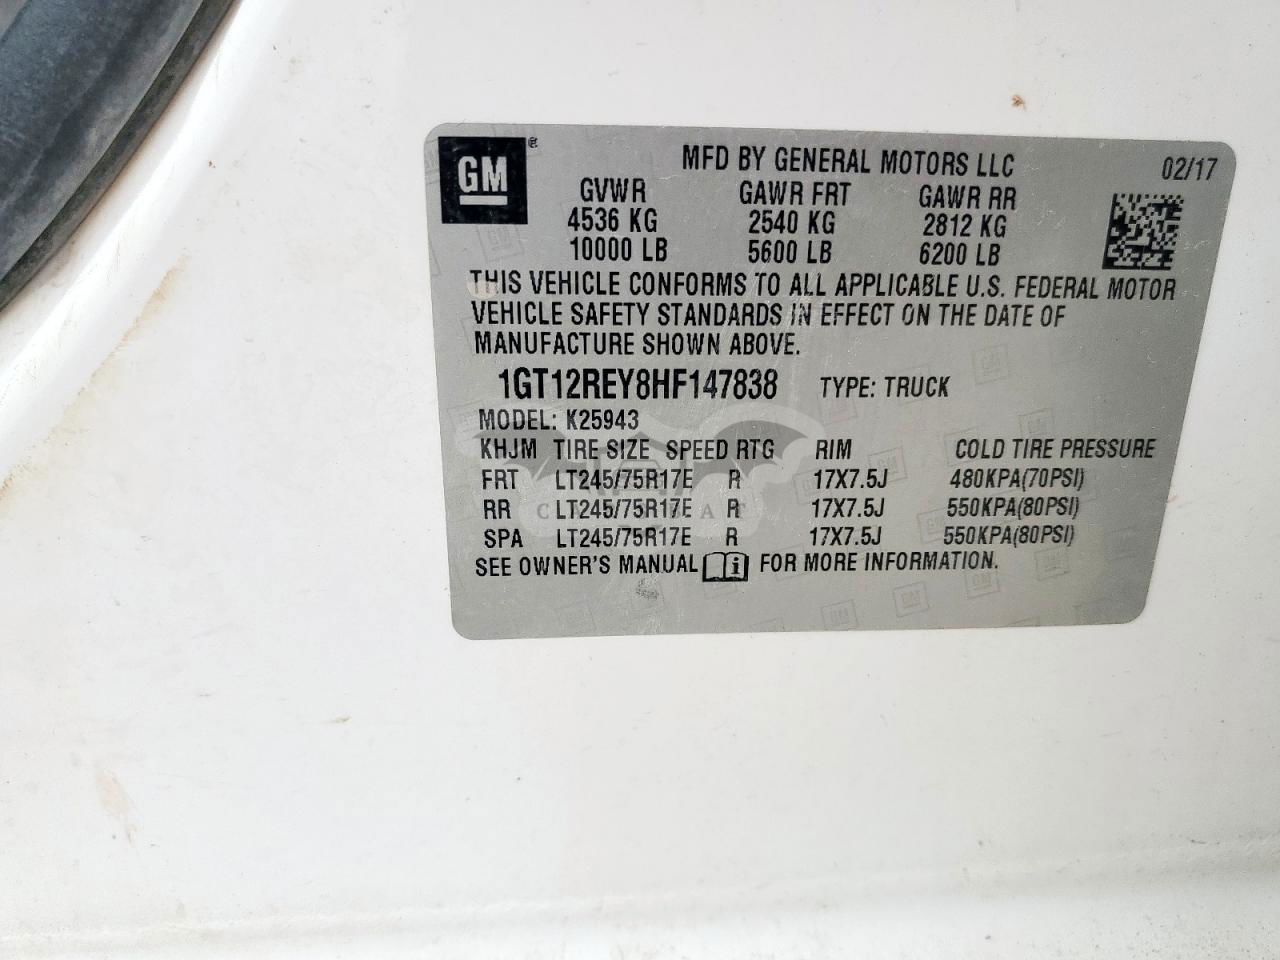 GM ®
MFD BY GENERAL MOTORS LLC 02/17
GVWR GAWR FRT GAWR RR
4536 KG 2540 KG 2812 KG
10000 LB 5600 LB 6200 LB
THIS VEHICLE CONFORMS TO ALL APPLICABLE U.S. FEDERAL MOTOR
VEHICLE SAFETY STANDARDS IN EFFECT ON THE DATE OF
MANUFACTURE SHOWN ABOVE.
1GT12REY8HF147838 TYPE: TRUCK
MODEL: K25943
KHJM TIRE SIZE SPEED RTG RIM COLD TIRE PRESSURE
FRT LT245/75R17E R 17X7.5J 480KPA(70PSI)
RR LT245/75R17E R 17X7.5J 550KPA(80PSI)
SPA LT245/75R17E R 17X7.5J 550KPA(80PSI)
SEE OWNER'S MANUAL i FOR MORE INFORMATION.